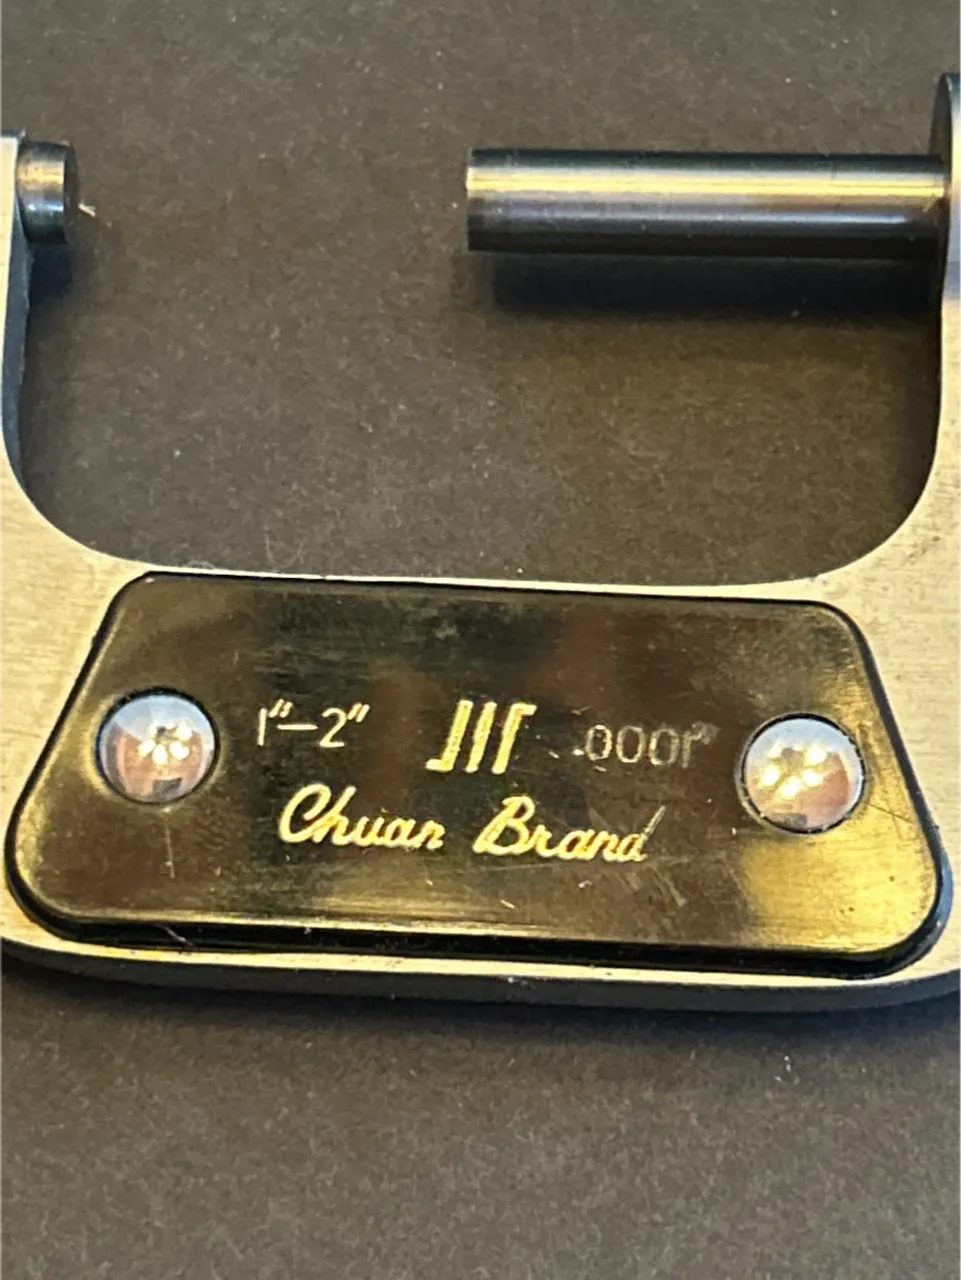 1"-2" .0001"
Chuan Brand